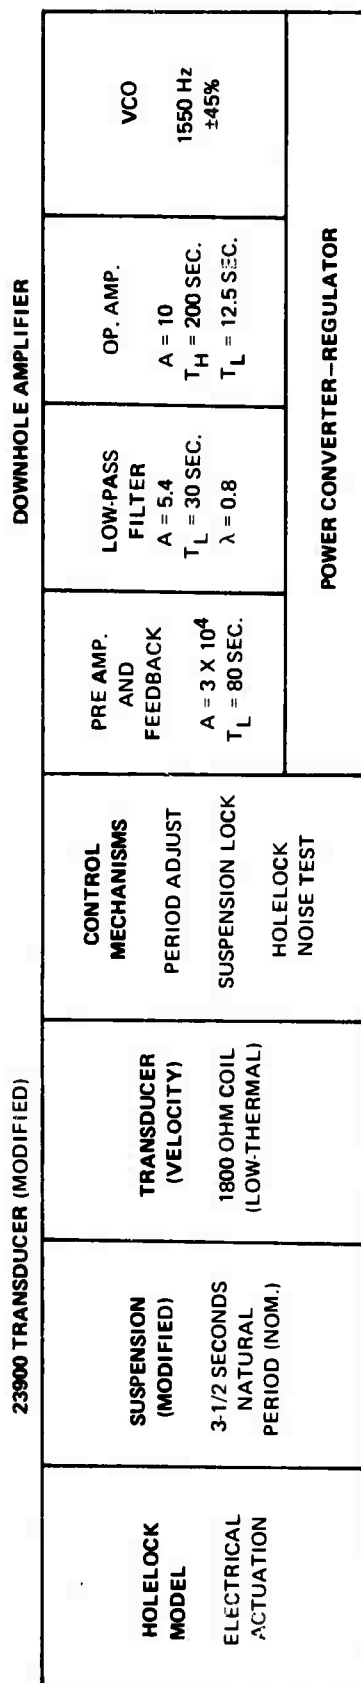 23900 TRANSDUCER (MODIFIED)
DOWNHOLE AMPLIFIER
HOLELOCK
MODEL
ELECTRICAL
ACTUATION
SUSPENSION
(MODIFIED)
3-1/2 SECONDS
NATURAL
PERIOD (NOM.)
TRANSDUCER
(VELOCITY)
1800 OHM COIL
(LOW-THERMAL)
CONTROL
MECHANISMS
PERIOD ADJUST
SUSPENSION LOCK
HOLELOCK
NOISE TEST
PRE AMP.
AND
FEEDBACK
A = 3 X 10⁴
T_L = 80 SEC.
LOW-PASS
FILTER
A = 5.4
T_L = 30 SEC.
λ = 0.8
OP. AMP.
A = 10
T_H = 200 SEC.
T_L = 12.5 SEC.
VCO
1550 Hz
±45%
POWER CONVERTER–REGULATOR